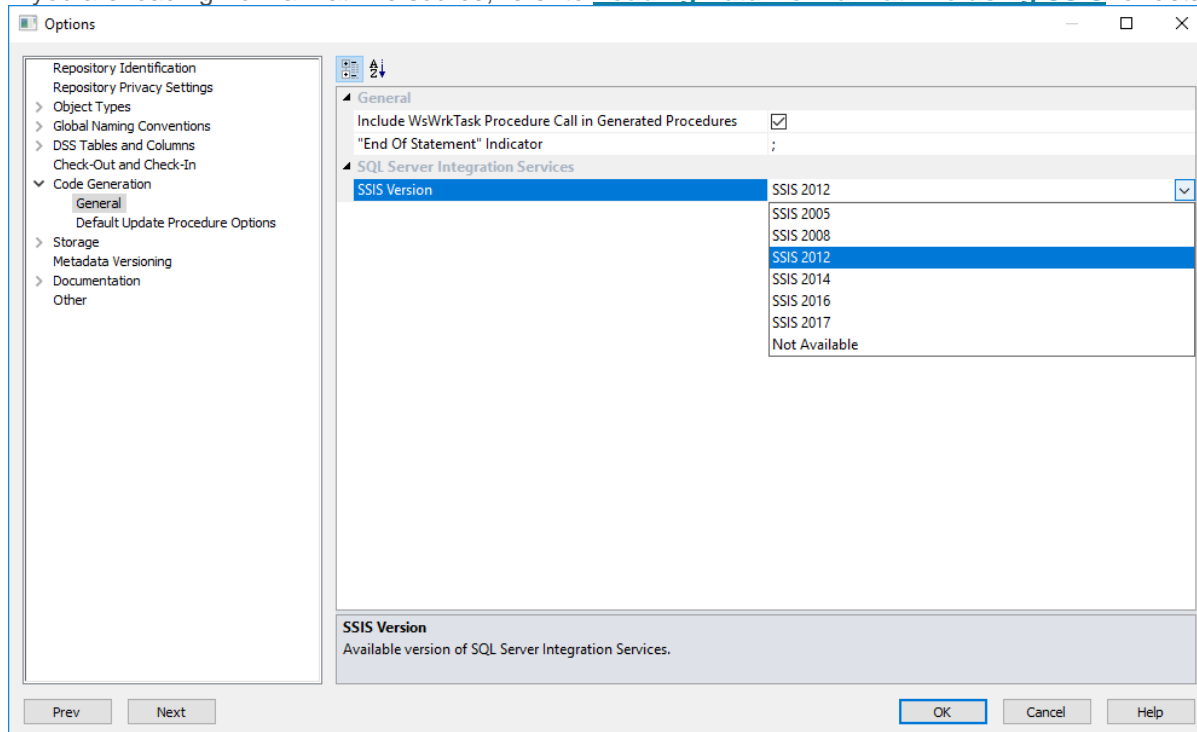 Options
Repository Identification
Repository Privacy Settings
Object Types
Global Naming Conventions
DSS Tables and Columns
Check-Out and Check-In
Code Generation
General
Default Update Procedure Options
Storage
Metadata Versioning
Documentation
Other
General
Include WsWrkTask Procedure Call in Generated Procedures
"End Of Statement" Indicator ;
SQL Server Integration Services
SSIS Version SSIS 2012
SSIS 2005
SSIS 2008
SSIS 2012
SSIS 2014
SSIS 2016
SSIS 2017
Not Available
SSIS Version
Available version of SQL Server Integration Services.
Prev Next OK Cancel Help